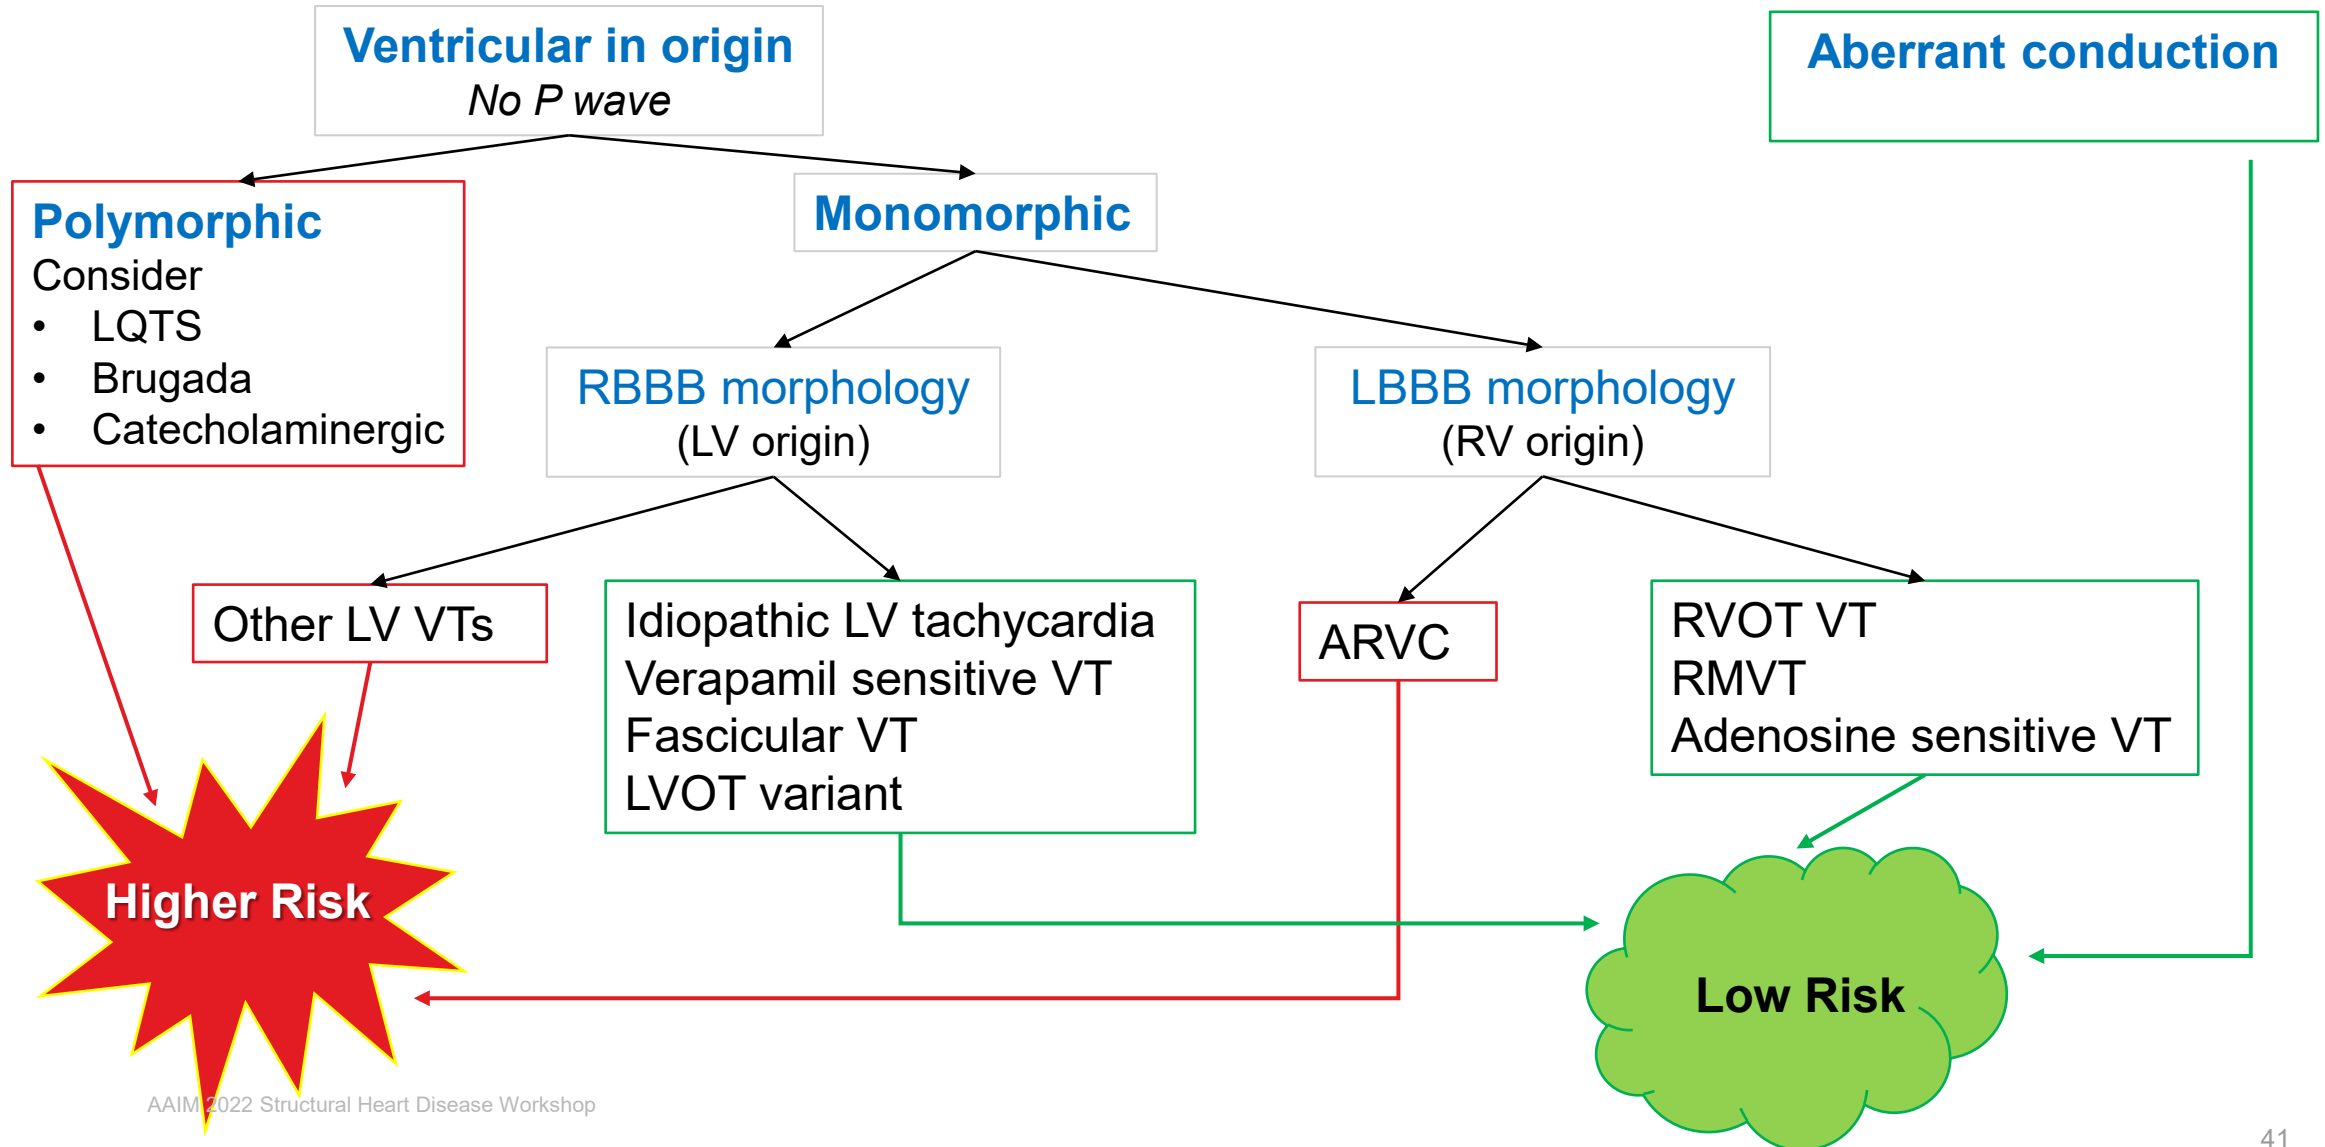 Ventricular in origin
No P wave
Aberrant conduction
Polymorphic
Consider
• LQTS
• Brugada
• Catecholaminergic
Monomorphic
RBBB morphology
(LV origin)
LBBB morphology
(RV origin)
Other LV VTs
Idiopathic LV tachycardia
Verapamil sensitive VT
Fascicular VT
LVOT variant
ARVC
RVOT VT
RMVT
Adenosine sensitive VT
Higher Risk
Low Risk
AAIM 2022 Structural Heart Disease Workshop
41